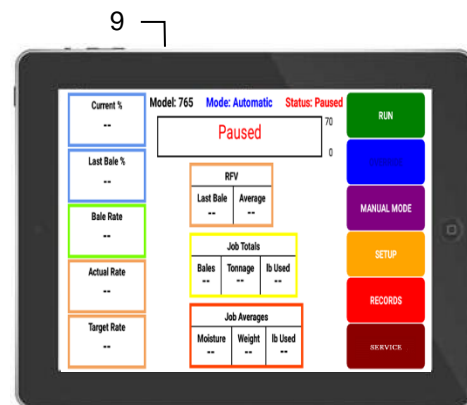 9
Model: 765 Mode: Automatic Status: Paused
Paused
70
0
Current %
--
Last Bale %
--
Bale Rate
--
Actual Rate
--
Target Rate
--
RFV
Last Bale Average
-- --
Job Totals
Bales Tonnage lb Used
-- -- --
Job Averages
Moisture Weight lb Used
-- -- --
RUN
MANUAL MODE
SETUP
RECORDS
SERVICE